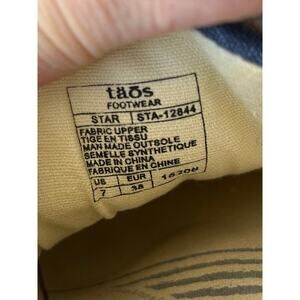 täōs
FOOTWEAR
STAR STA-12844
FABRIC UPPER
TIGE EN TISSU
MAN MADE OUTSOLE
SEMELLE SYNTHETIQUE
MADE IN CHINA
FABRIQUE EN CHINE
US EUR
7 38